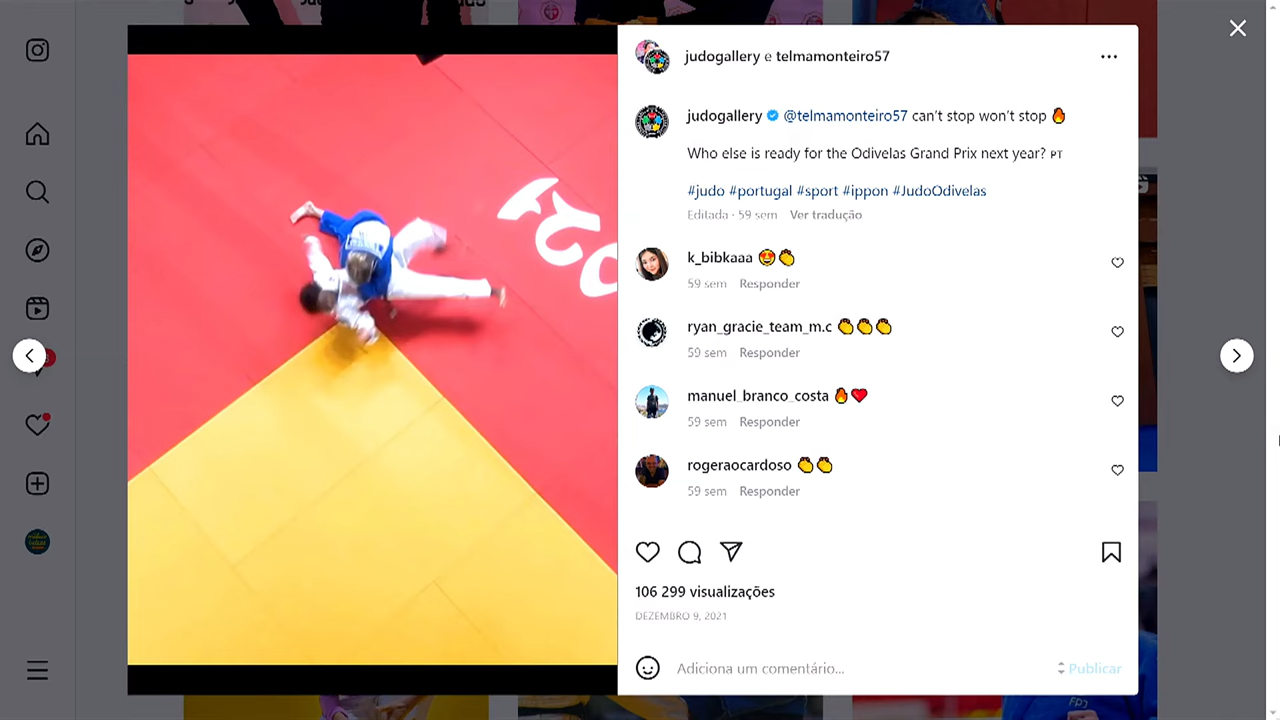 judogallery e telmamonteiro57
judogallery @telmamonteiro57 can't stop won't stop 🔥
Who else is ready for the Odivelas Grand Prix next year? PT
#judo #portugal #sport #ippon #JudoOdivelas
Editada · 59 sem Ver tradução
k_bibkaaa 😍👏
59 sem Responder
ryan_gracie_team_m.c 👏👏👏
59 sem Responder
manuel_branco_costa 🔥❤️
59 sem Responder
rogeraocardoso 👏👏
59 sem Responder
106 299 visualizações
DEZEMBRO 9, 2021
Adiciona um comentário... Publicar